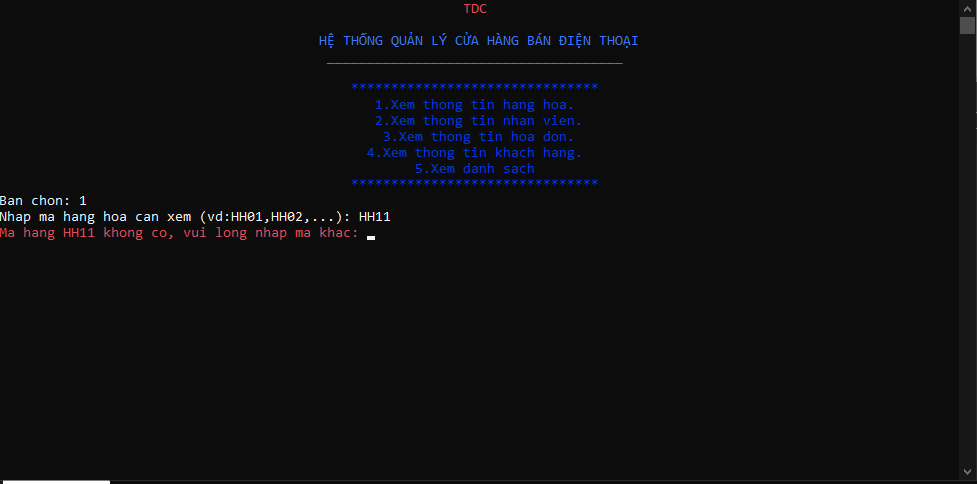 TDC
HỆ THỐNG QUẢN LÝ CỬA HÀNG BÁN ĐIỆN THOẠI
_____________________________________
*******************************
1.Xem thong tin hang hoa.
2.Xem thong tin nhan vien.
3.Xem thong tin hoa don.
4.Xem thong tin khach hang.
5.Xem danh sach
*******************************
Ban chon: 1
Nhap ma hang hoa can xem (vd:HH01,HH02,...): HH11
Ma hang HH11 khong co, vui long nhap ma khac: